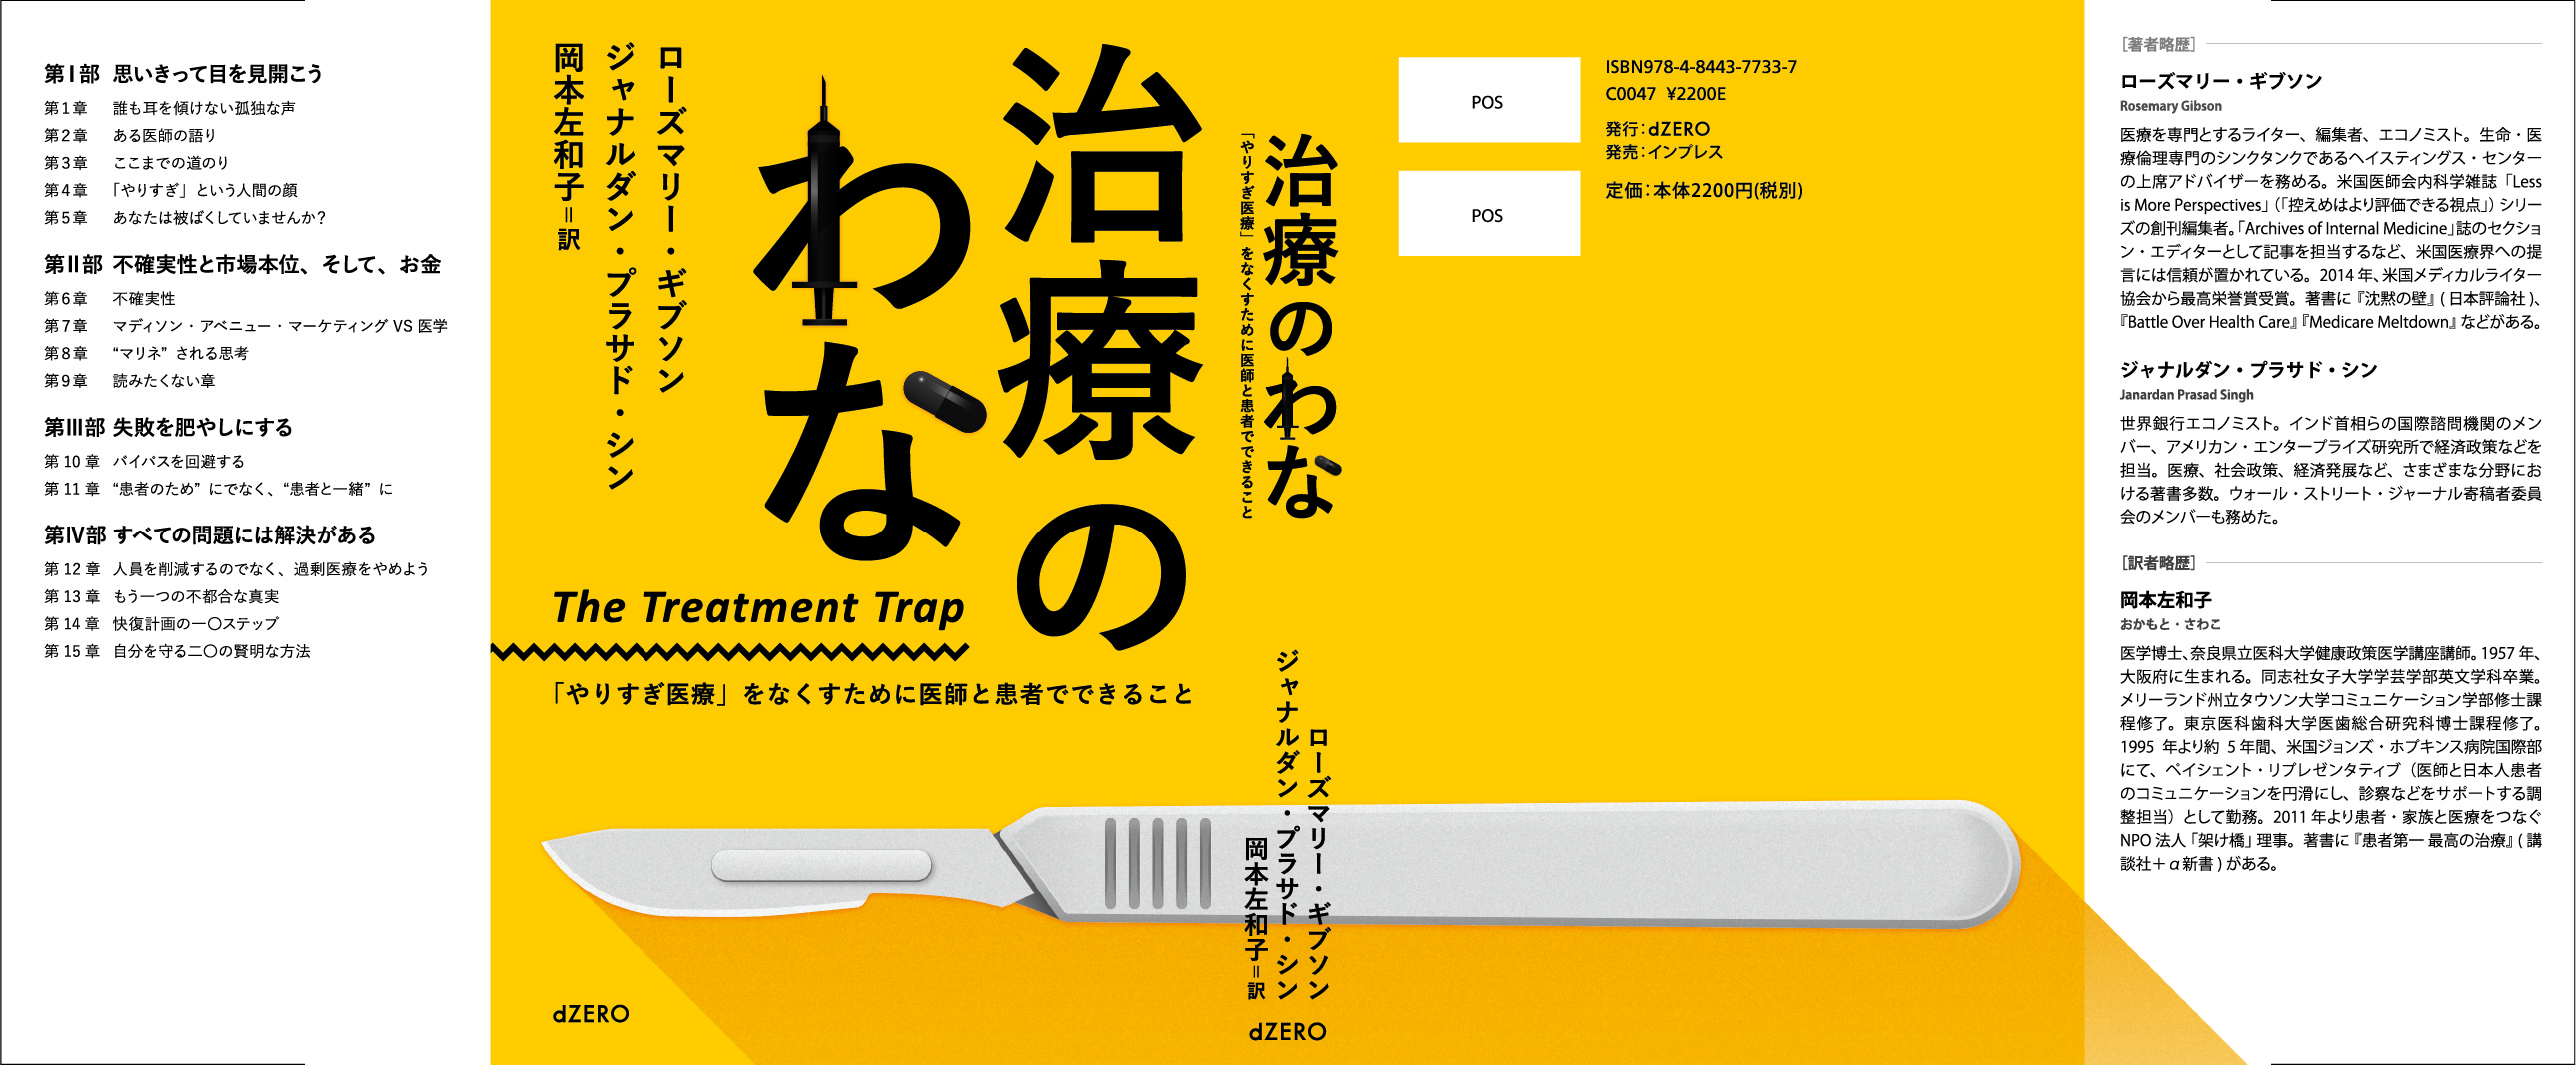 第Ⅰ部 思いきって目を見開こう
第1章 誰も耳を傾けない孤独な声
第2章 ある医師の語り
第3章 ここまでの道のり
第4章 「やりすぎ」という人間の顔
第5章 あなたは被ばくしていませんか?
第Ⅱ部 不確実性と市場本位、そして、お金
第6章 不確実性
第7章 マディソン・アベニュー・マーケティング VS 医学
第8章 “マリネ”される思考
第9章 読みたくない章
第Ⅲ部 失敗を肥やしにする
第10章 バイパスを回避する
第11章 “患者のため”にでなく、“患者と一緒”に
第Ⅳ部 すべての問題には解決がある
第12章 人員を削減するのでなく、過剰医療をやめよう
第13章 もう一つの不都合な真実
第14章 快復計画の一〇ステップ
第15章 自分を守る二〇の賢明な方法
治療の
わな
ローズマリー・ギブソン
ジャナルダン・プラサド・シン
岡本左和子=訳
The Treatment Trap
「やりすぎ医療」をなくすために医師と患者でできること
dZERO
治療のわな
「やりすぎ医療」をなくすために医師と患者でできること
ローズマリー・ギブソン
ジャナルダン・プラサド・シン
岡本左和子=訳
dZERO
POS
POS
ISBN978-4-8443-7733-7
C0047 ¥2200E
発行:dZERO
発売:インプレス
定価:本体2200円(税別)
[著者略歴]
ローズマリー・ギブソン
Rosemary Gibson
医療を専門とするライター、編集者、エコノミスト。生命・医
療倫理専門のシンクタンクであるヘイスティングス・センター
の上席アドバイザーを務める。米国医師会内科学雑誌「Less
is More Perspectives」(「控えめはより評価できる視点」)シリー
ズの創刊編集者。「Archives of Internal Medicine」誌のセクショ
ン・エディターとして記事を担当するなど、米国医療界への提
言には信頼が置かれている。2014年、米国メディカルライター
協会から最高栄誉賞受賞。著書に『沈黙の壁』(日本評論社)、
『Battle Over Health Care』『Medicare Meltdown』などがある。
ジャナルダン・プラサド・シン
Janardan Prasad Singh
世界銀行エコノミスト。インド首相らの国際諮問機関のメン
バー、アメリカン・エンタープライズ研究所で経済政策などを
担当。医療、社会政策、経済発展など、さまざまな分野にお
ける著書多数。ウォール・ストリート・ジャーナル寄稿者委員
会のメンバーも務めた。
[訳者略歴]
岡本左和子
おかもと・さわこ
医学博士、奈良県立医科大学健康政策医学講座講師。1957年、
大阪府に生まれる。同志社女子大学学芸学部英文学科卒業。
メリーランド州立タウソン大学コミュニケーション学部修士課
程修了。東京医科歯科大学医歯総合研究科博士課程修了。
1995年より約5年間、米国ジョンズ・ホプキンス病院国際部
にて、ペイシェント・リプレゼンタティブ(医師と日本人患者
のコミュニケーションを円滑にし、診察などをサポートする調
整担当)として勤務。2011年より患者・家族と医療をつなぐ
NPO法人「架け橋」理事。著書に『患者第一 最高の治療』(講
談社+α新書)がある。